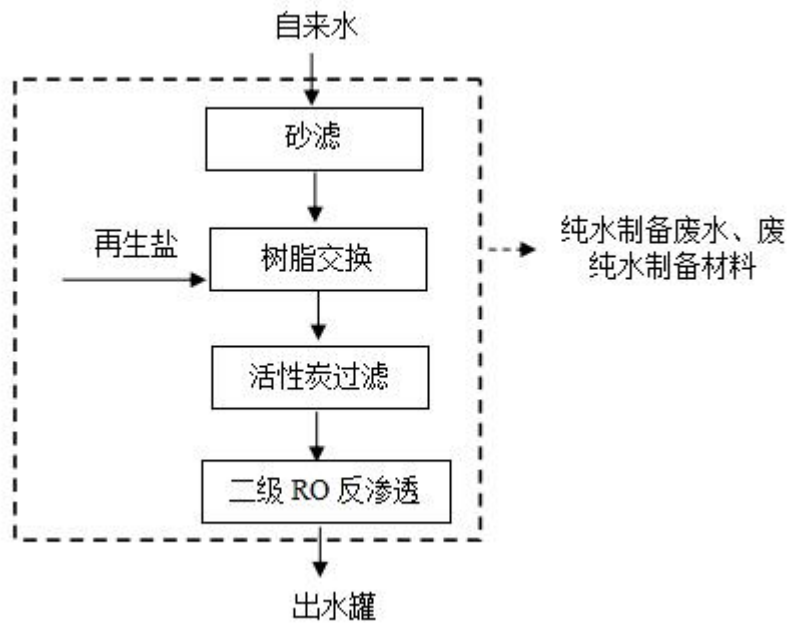 自来水
砂滤
再生盐
树脂交换
纯水制备废水、废
纯水制备材料
活性炭过滤
二级 RO 反渗透
出水罐